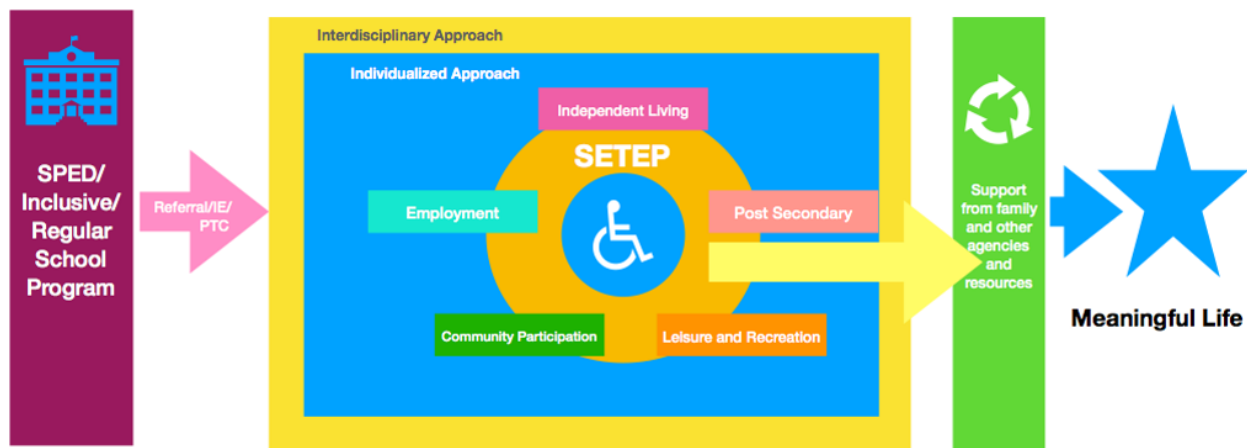 Interdisciplinary Approach
Individualized Approach
Independent Living
SETEP
SPED/
Inclusive/
Regular
School
Program
Referral/IE/
PTC
Employment
Post Secondary
Community Participation
Leisure and Recreation
Support
from family
and other
agencies
and
resources
Meaningful Life